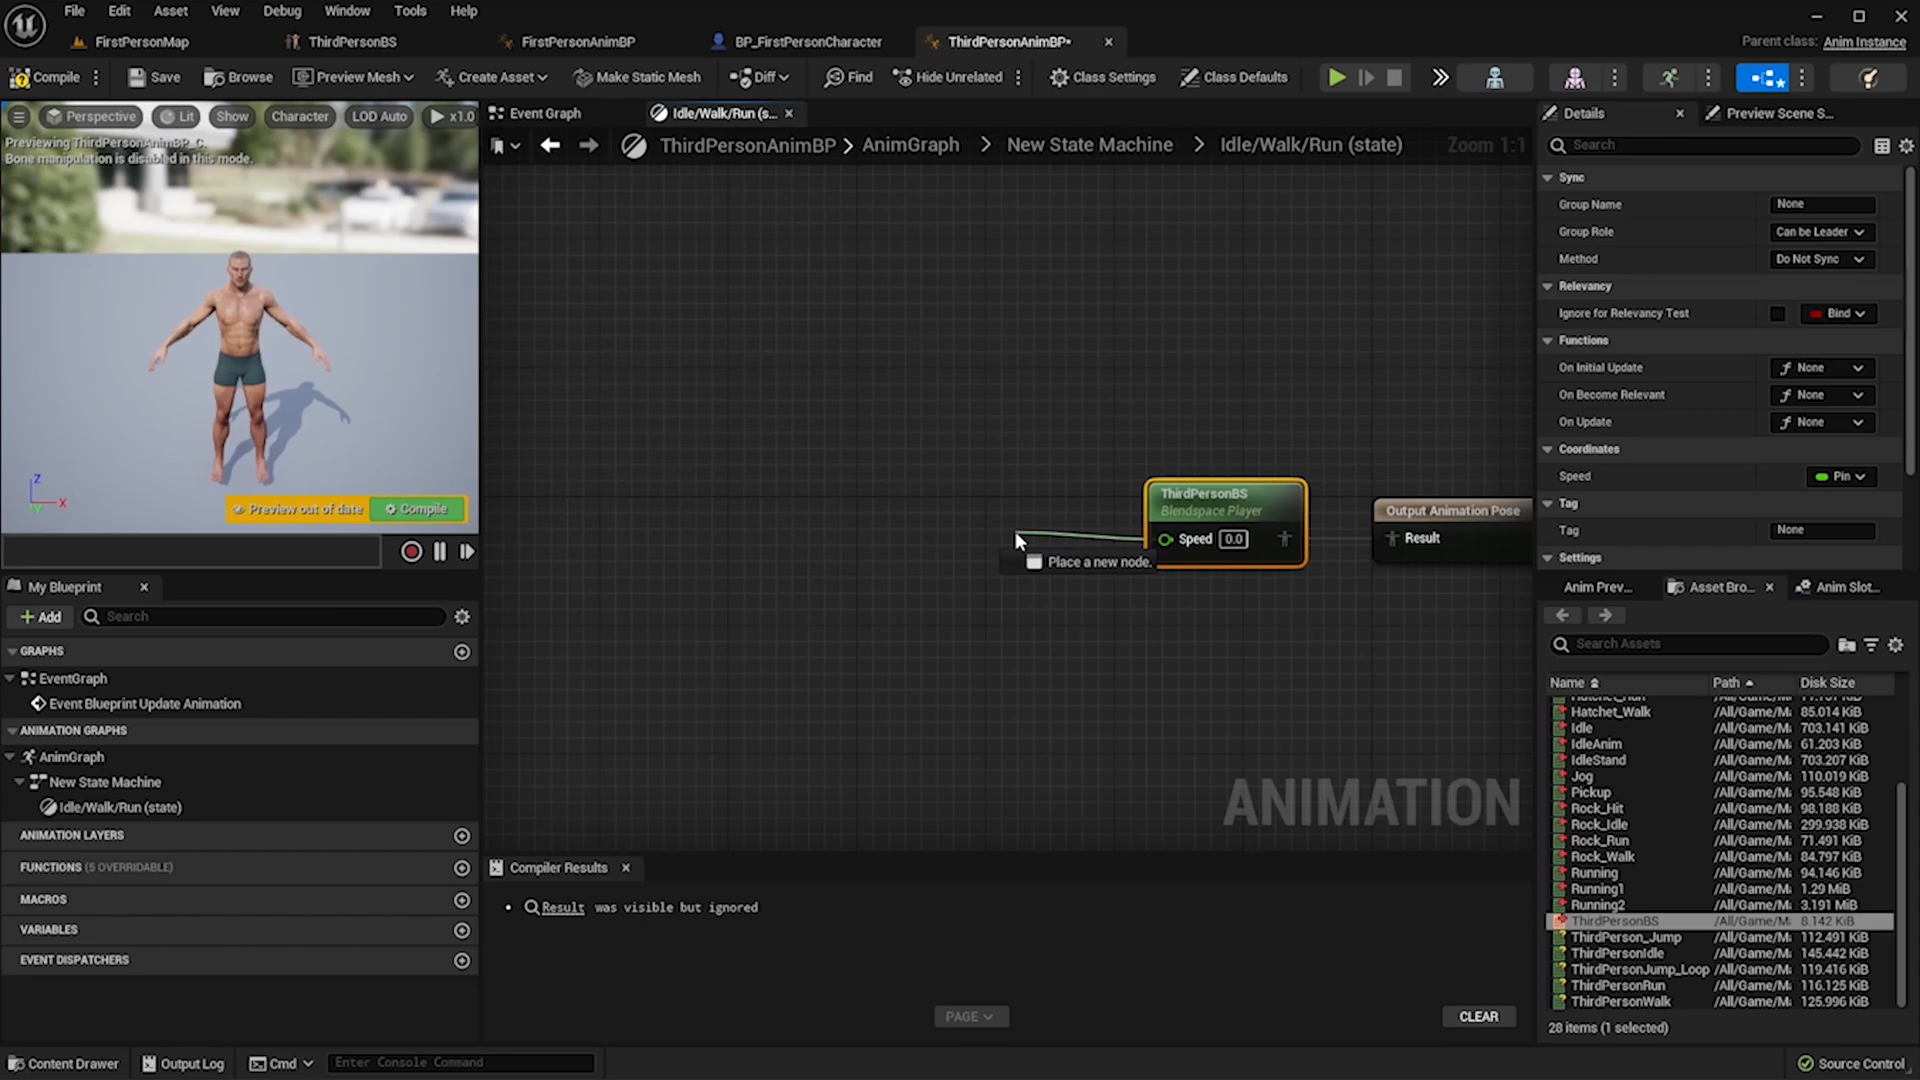 File Edit Asset View Debug Window Tools Help
FirstPersonMap ThirdPersonBS FirstPersonAnimBP BP_FirstPersonCharacter ThirdPersonAnimBP*
Parent class: Anim Instance
Compile Save Browse Preview Mesh Create Asset Make Static Mesh Diff Find Hide Unrelated Class Settings Class Defaults
Perspective Lit Show Character LOD Auto x1.0
Previewing ThirdPersonAnimBP_C.
Bone manipulation is disabled in this mode.
Z
X
Y
Preview out of date Compile
My Blueprint
Add Search
GRAPHS
EventGraph
Event Blueprint Update Animation
ANIMATION GRAPHS
AnimGraph
New State Machine
Idle/Walk/Run (state)
ANIMATION LAYERS
FUNCTIONS (5 OVERRIDABLE)
MACROS
VARIABLES
EVENT DISPATCHERS
Event Graph Idle/Walk/Run (s...
ThirdPersonAnimBP > AnimGraph > New State Machine > Idle/Walk/Run (state) Zoom 1:1
ThirdPersonBS
Blendspace Player
Speed 0.0
Place a new node.
Output Animation Pose
Result
ANIMATION
Compiler Results
• Result was visible but ignored
PAGE
CLEAR
Details Preview Scene S...
Search
Sync
Group Name None
Group Role Can be Leader
Method Do Not Sync
Relevancy
Ignore for Relevancy Test Bind
Functions
On Initial Update None
On Become Relevant None
On Update None
Coordinates
Speed Pin
Tag
Tag None
Settings
Anim Prev... Asset Bro... Anim Slot...
Search Assets
Name Path Disk Size
Hatchet_Walk /All/Game/M 85.014 KiB
Idle /All/Game/M 703.141 KiB
IdleAnim /All/Game/M 61.203 KiB
IdleStand /All/Game/M 703.207 KiB
Jog /All/Game/M 110.019 KiB
Pickup /All/Game/M 95.548 KiB
Rock_Hit /All/Game/M 98.188 KiB
Rock_Idle /All/Game/M 299.938 KiB
Rock_Run /All/Game/M 71.491 KiB
Rock_Walk /All/Game/M 84.797 KiB
Running /All/Game/M 94.146 KiB
Running1 /All/Game/M 1.29 MiB
Running2 /All/Game/M 3.191 MiB
ThirdPersonBS /All/Game/M 8.142 KiB
ThirdPerson_Jump /All/Game/M 112.491 KiB
ThirdPersonIdle /All/Game/M 145.442 KiB
ThirdPersonJump_Loop /All/Game/M 119.416 KiB
ThirdPersonRun /All/Game/M 116.125 KiB
ThirdPersonWalk /All/Game/M 125.996 KiB
28 items (1 selected)
Content Drawer Output Log Cmd Enter Console Command Source Control